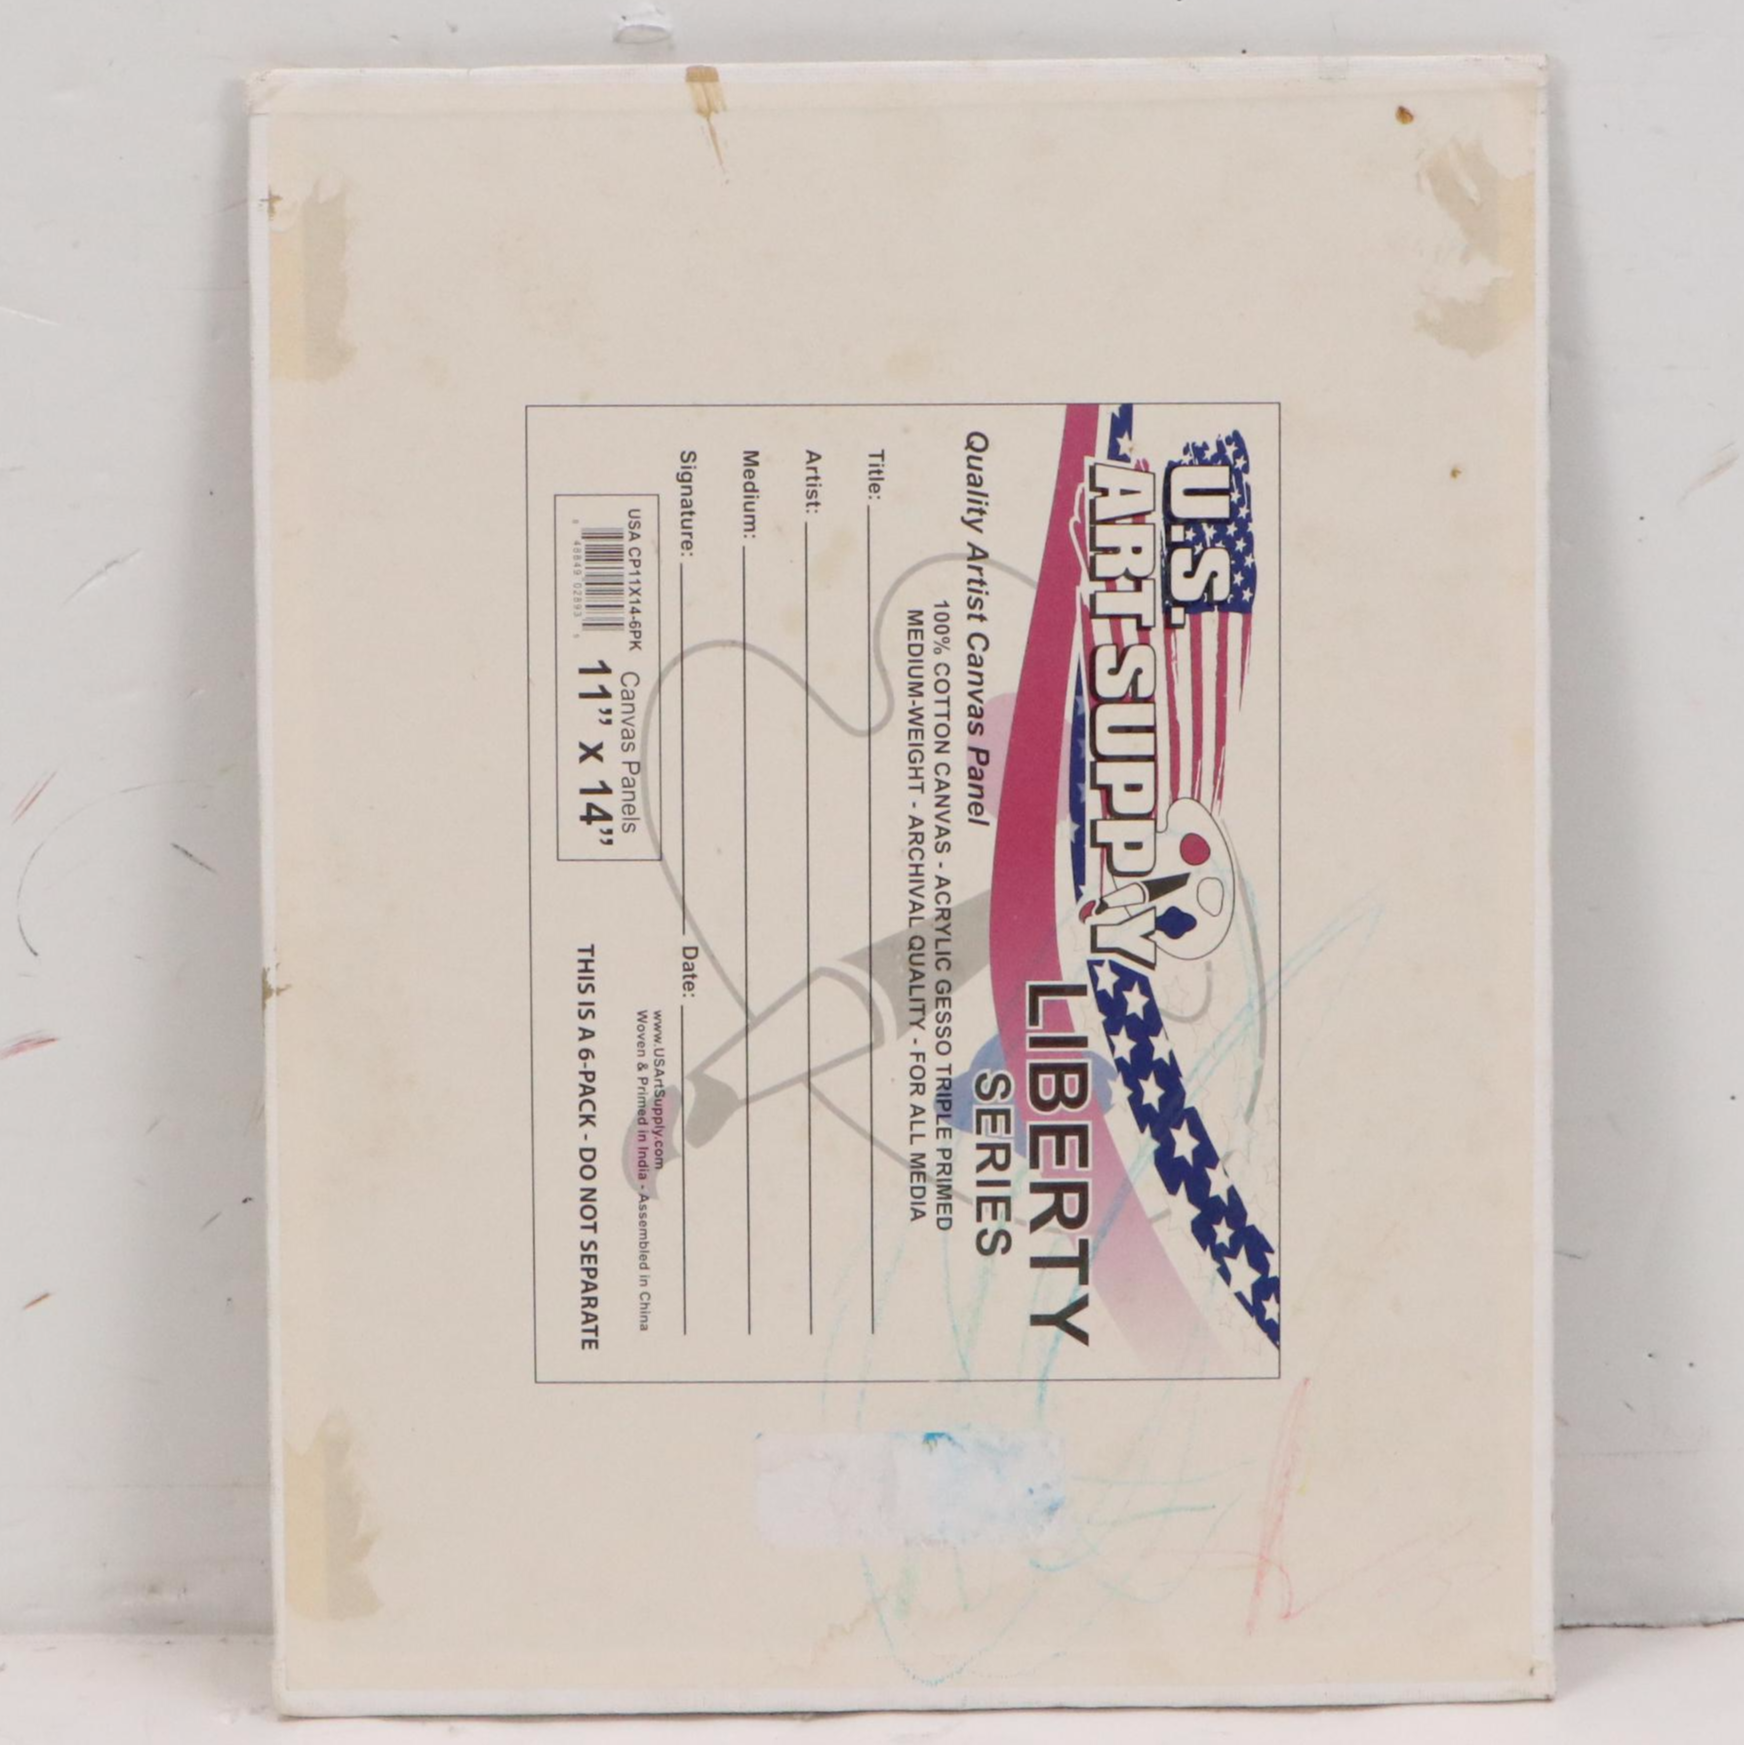 U.S.
ART SUPPLY
LIBERTY
SERIES
Quality Artist Canvas Panel
100% COTTON CANVAS - ACRYLIC GESSO TRIPLE PRIMED
MEDIUM-WEIGHT - ARCHIVAL QUALITY - FOR ALL MEDIA
Title:
Artist:
Medium:
Signature: Date:
USA CP11X14-6PK Canvas Panels
11” x 14”
48849 02893
www.USArtSupply.com
Woven & Primed in India - Assembled in China
THIS IS A 6-PACK - DO NOT SEPARATE